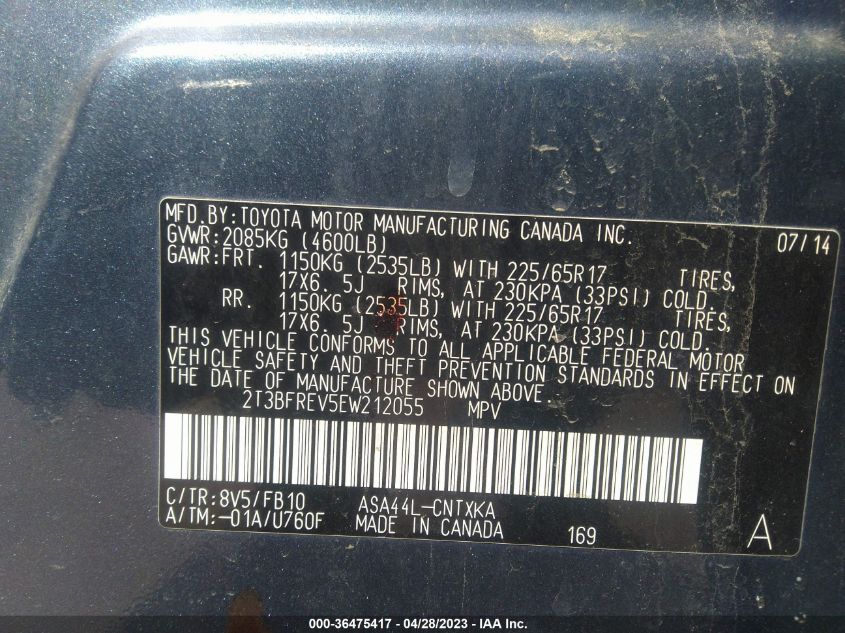 MFD.BY:TOYOTA MOTOR MANUFACTURING CANADA INC. 07/14
GVWR:2085KG (4600LB)
GAWR:FRT. 1150KG (2535LB) WITH 225/65R17 TIRES,
17X6. 5J RIMS, AT 230KPA (33PSI) COLD.
RR. 1150KG (2535LB) WITH 225/65R17 TIRES,
17X6. 5J RIMS, AT 230KPA (33PSI) COLD.
THIS VEHICLE CONFORMS TO ALL APPLICABLE FEDERAL MOTOR
VEHICLE SAFETY AND THEFT PREVENTION STANDARDS IN EFFECT ON
THE DATE OF MANUFACTURE SHOWN ABOVE.
2T3BFREV5EW212055 MPV
C/TR:8V5/FB10 ASA44L-CNTXKA
A/TM:-01A/U760F MADE IN CANADA 169 A
000-36475417 - 04/28/2023 - IAA Inc.